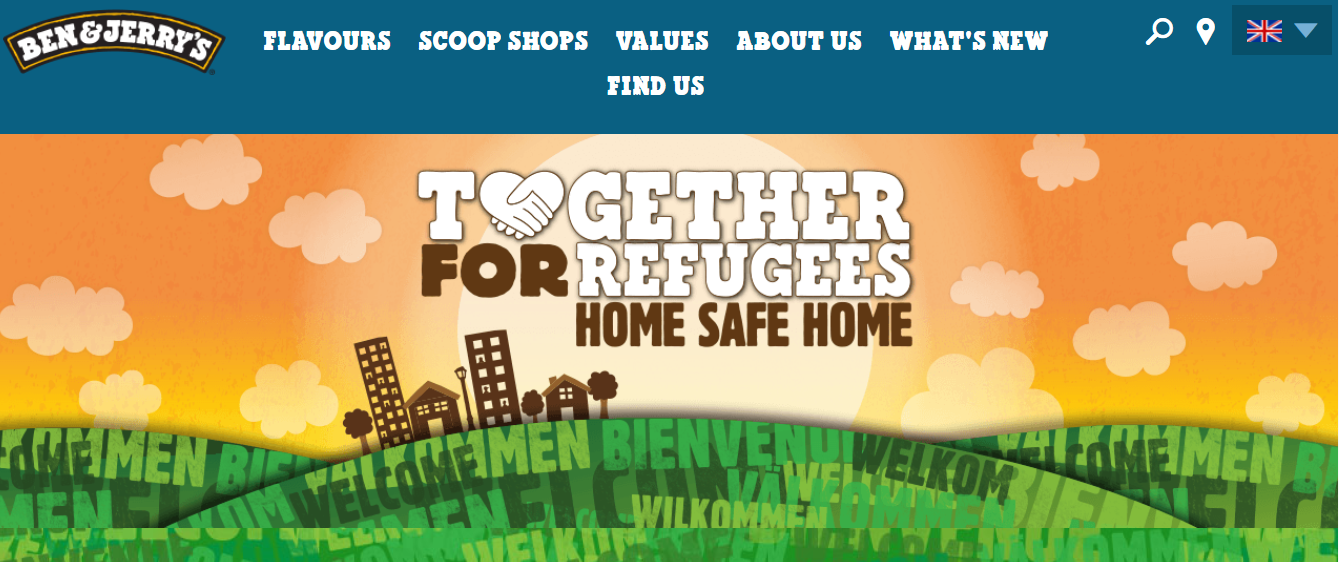 BEN & JERRY'S
FLAVOURS SCOOP SHOPS VALUES ABOUT US WHAT'S NEW
FIND US
TOGETHER
FOR REFUGEES
HOME SAFE HOME
WELCOME
BIENVENU
WELKOM
VÄLKOMMEN
WILKOMMEN